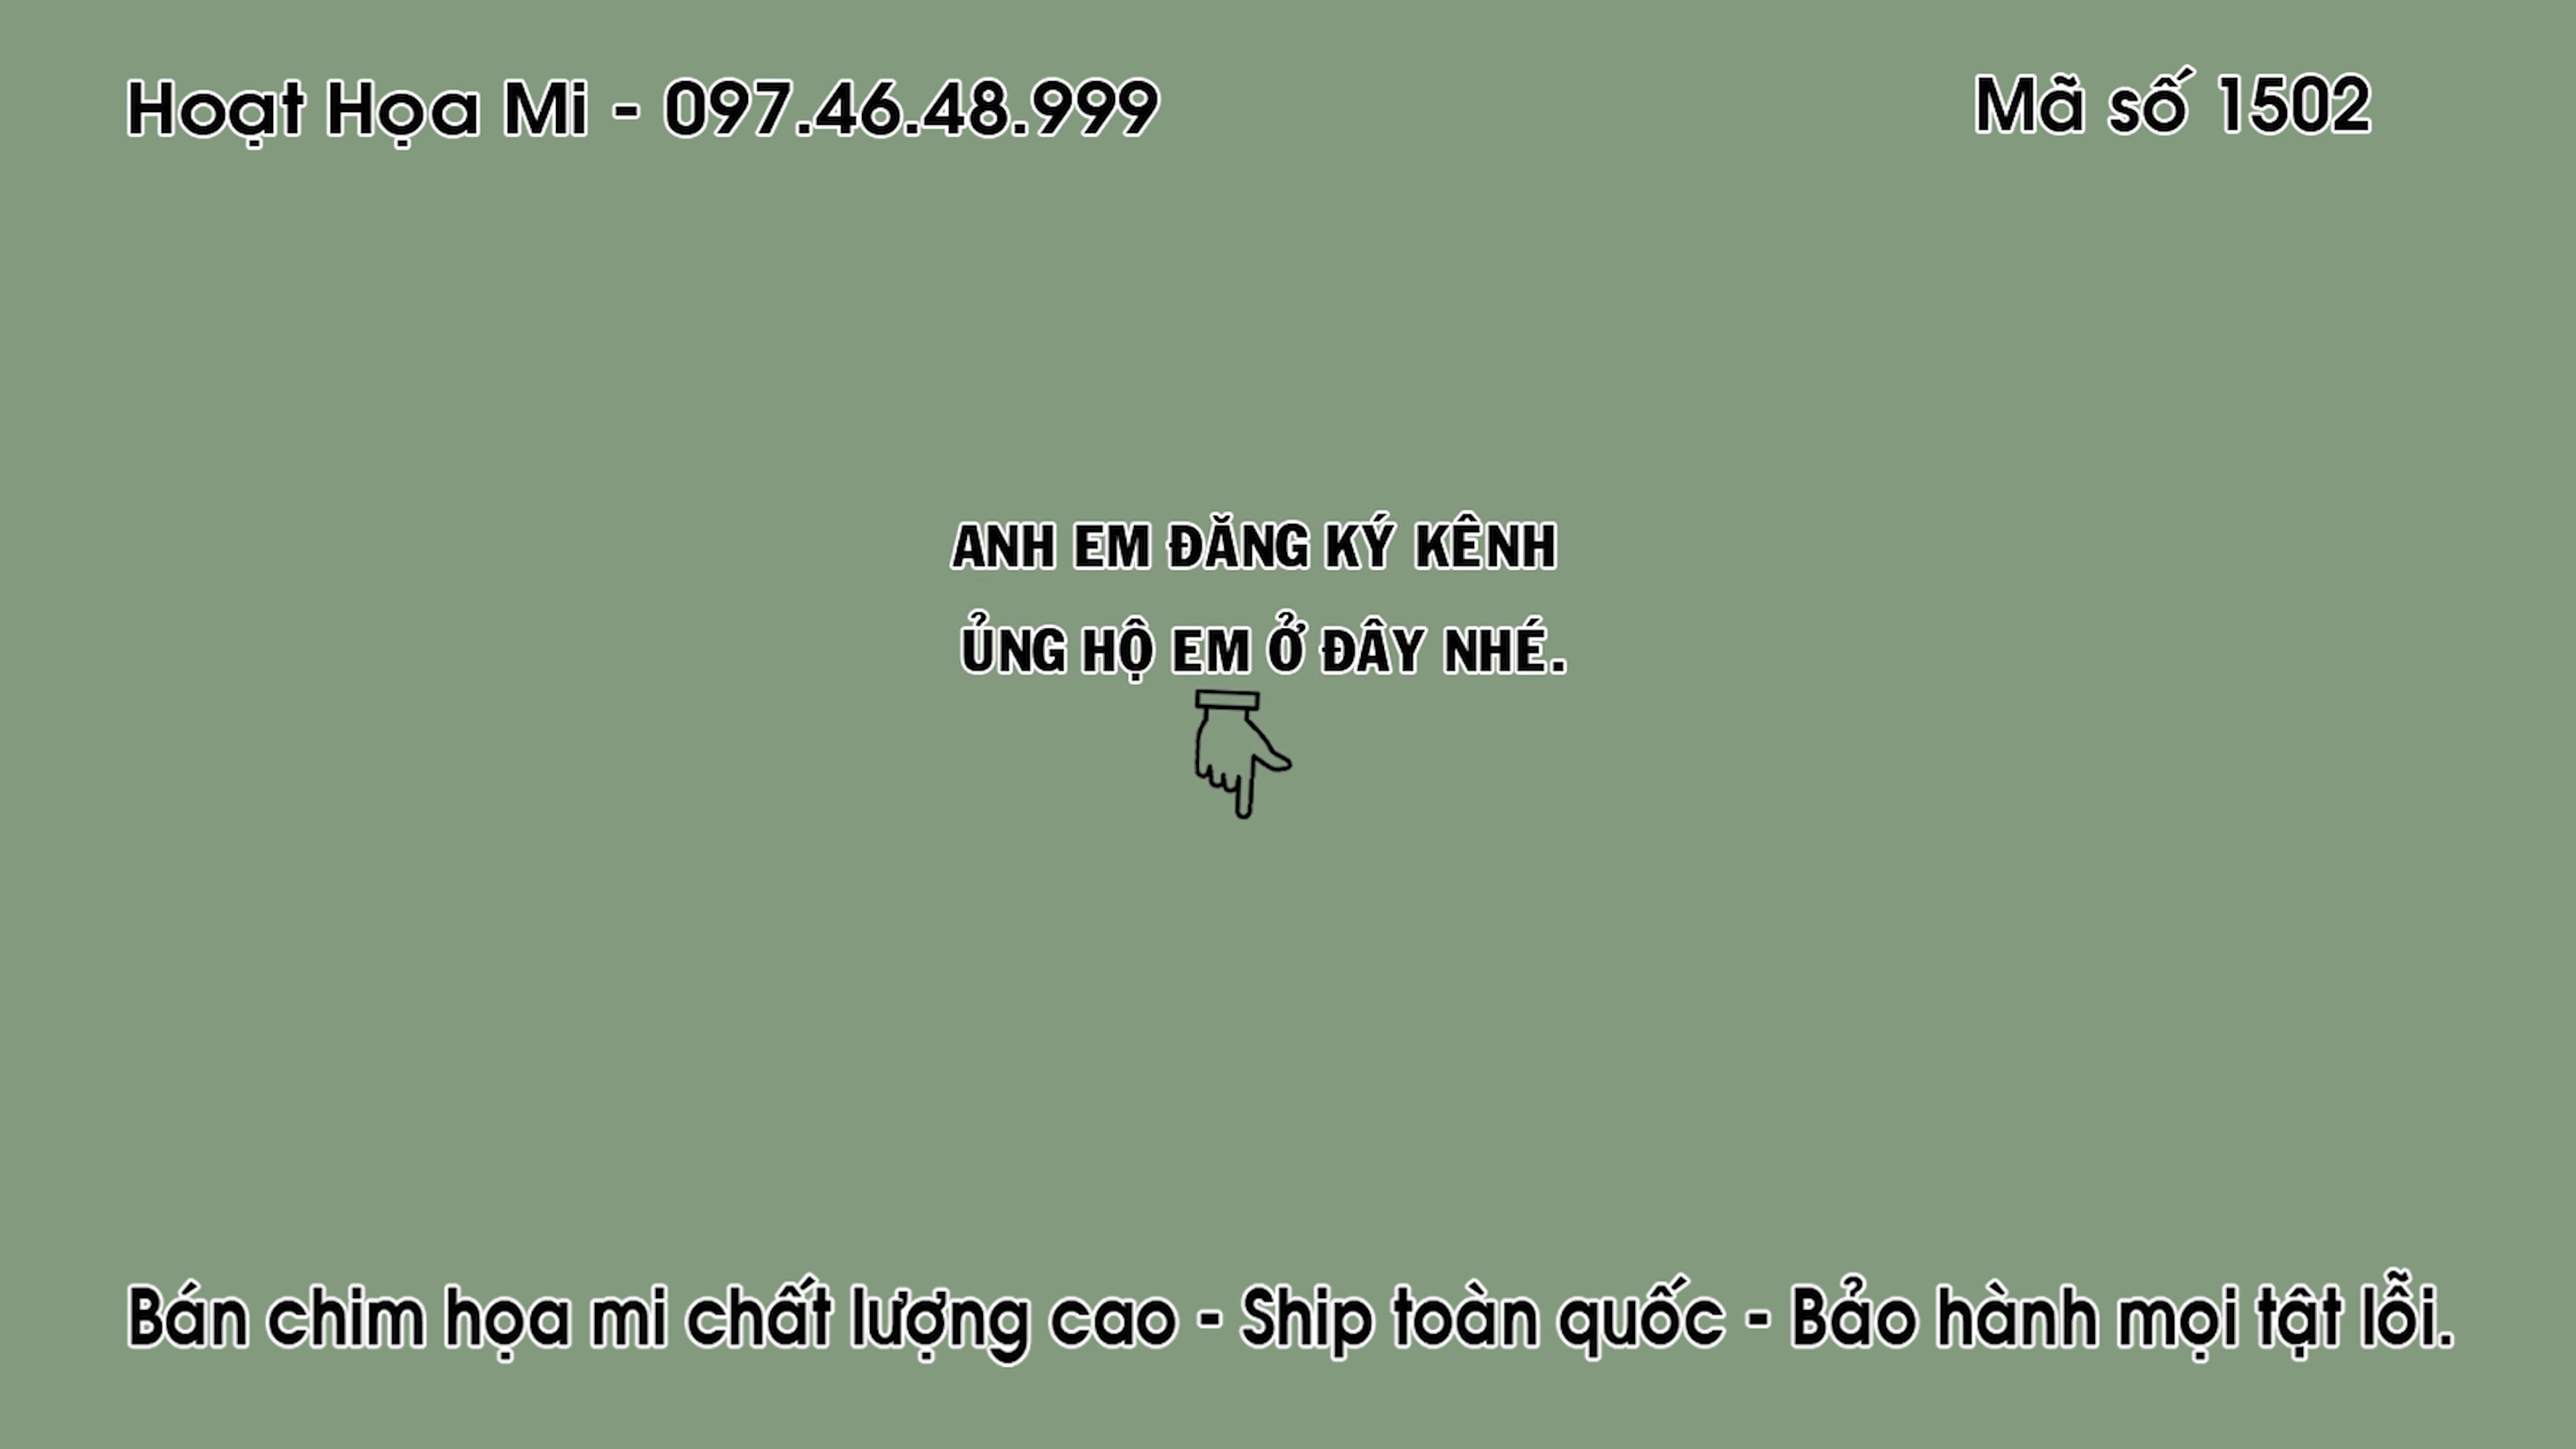 Hoạt Họa Mi - 097.46.48.999
Mã số 1502
ANH EM ĐĂNG KÝ KÊNH
ỦNG HỘ EM Ở ĐÂY NHÉ.
Bán chim họa mi chất lượng cao - Ship toàn quốc - Bảo hành mọi tật lỗi.